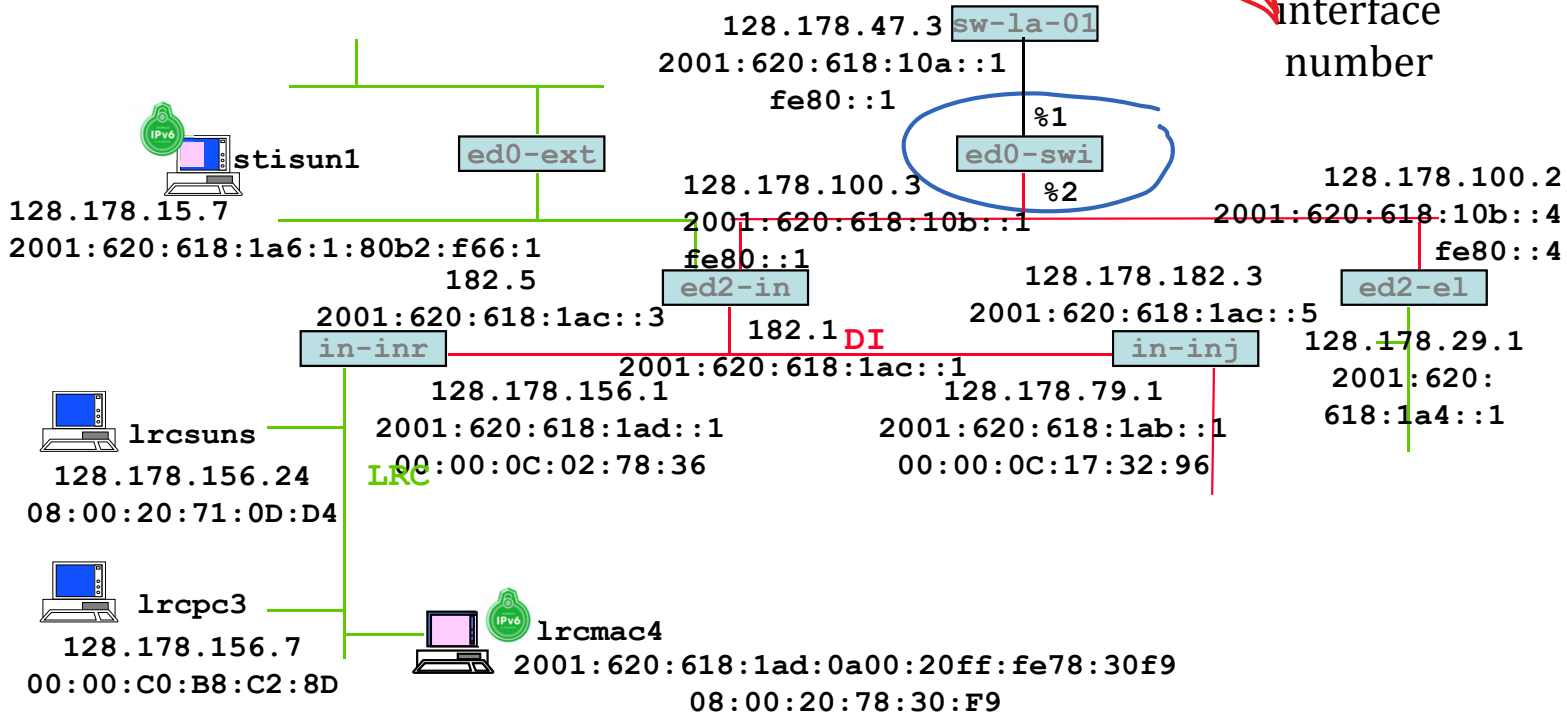 interface
number
128.178.47.3 sw-la-01
2001:620:618:10a::1
fe80::1
%1
IPv6
stisun1
ed0-ext
ed0-swi
%2
128.178.15.7
2001:620:618:1a6:1:80b2:f66:1
128.178.100.3
2001:620:618:10b::1
fe80::1
128.178.100.2
2001:620:618:10b::4
fe80::4
182.5
2001:620:618:1ac::3
ed2-in
128.178.182.3
2001:620:618:1ac::5
ed2-el
in-inr
182.1
DI
2001:620:618:1ac::1
in-inj
128.178.29.1
2001:620:
618:1a4::1
128.178.156.1
2001:620:618:1ad::1
00:00:0C:02:78:36
128.178.79.1
2001:620:618:1ab::1
00:00:0C:17:32:96
lrcsuns
128.178.156.24
08:00:20:71:0D:D4
LRC
lrcpc3
128.178.156.7
00:00:C0:B8:C2:8D
IPv6
lrcmac4
2001:620:618:1ad:0a00:20ff:fe78:30f9
08:00:20:78:30:F9